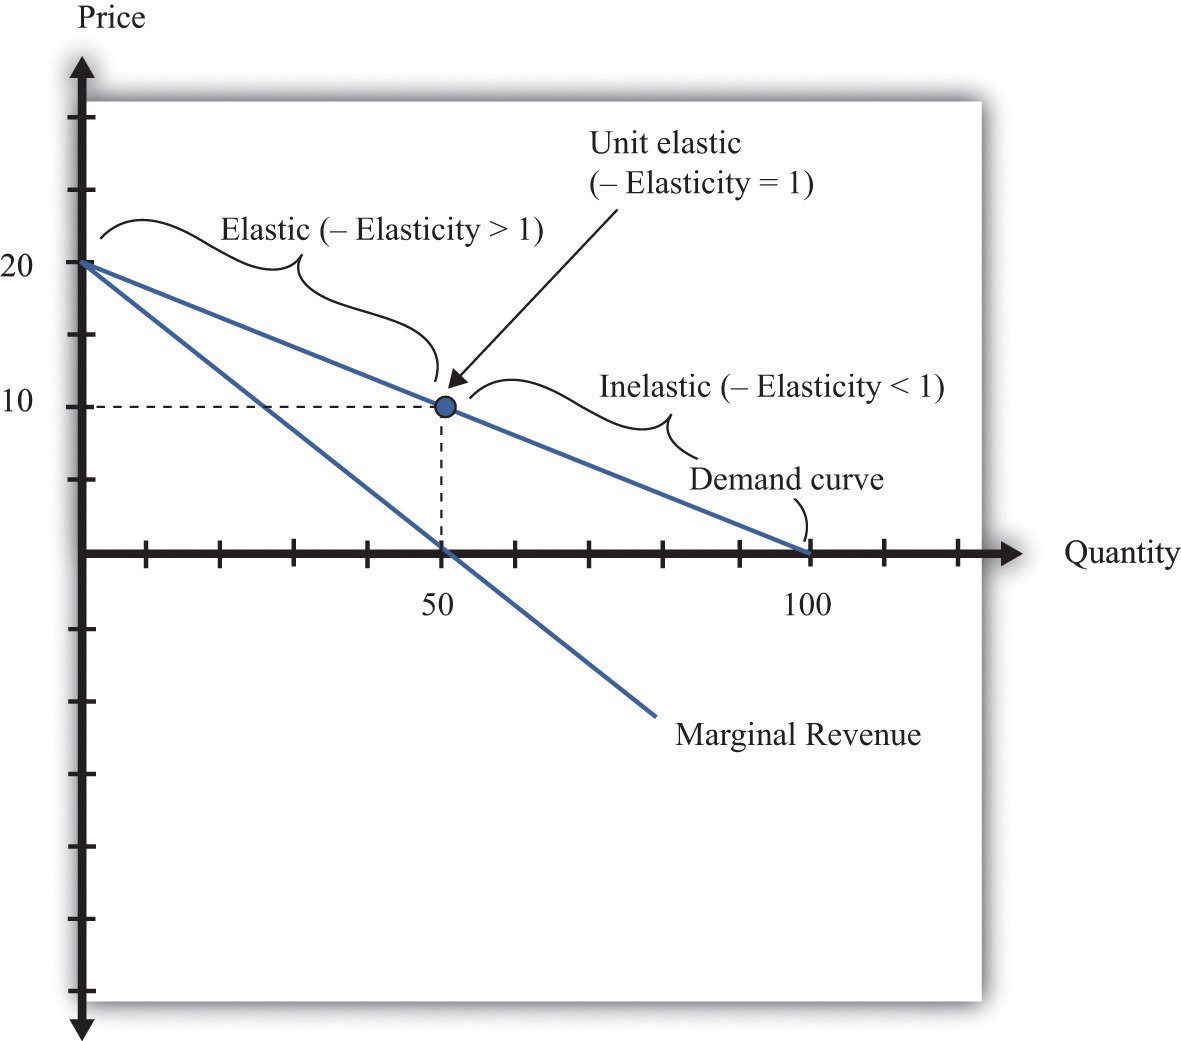 Price
Unit elastic
(– Elasticity = 1)
Elastic (– Elasticity > 1)
20
Inelastic (– Elasticity < 1)
10
Demand curve
Quantity
50
100
Marginal Revenue